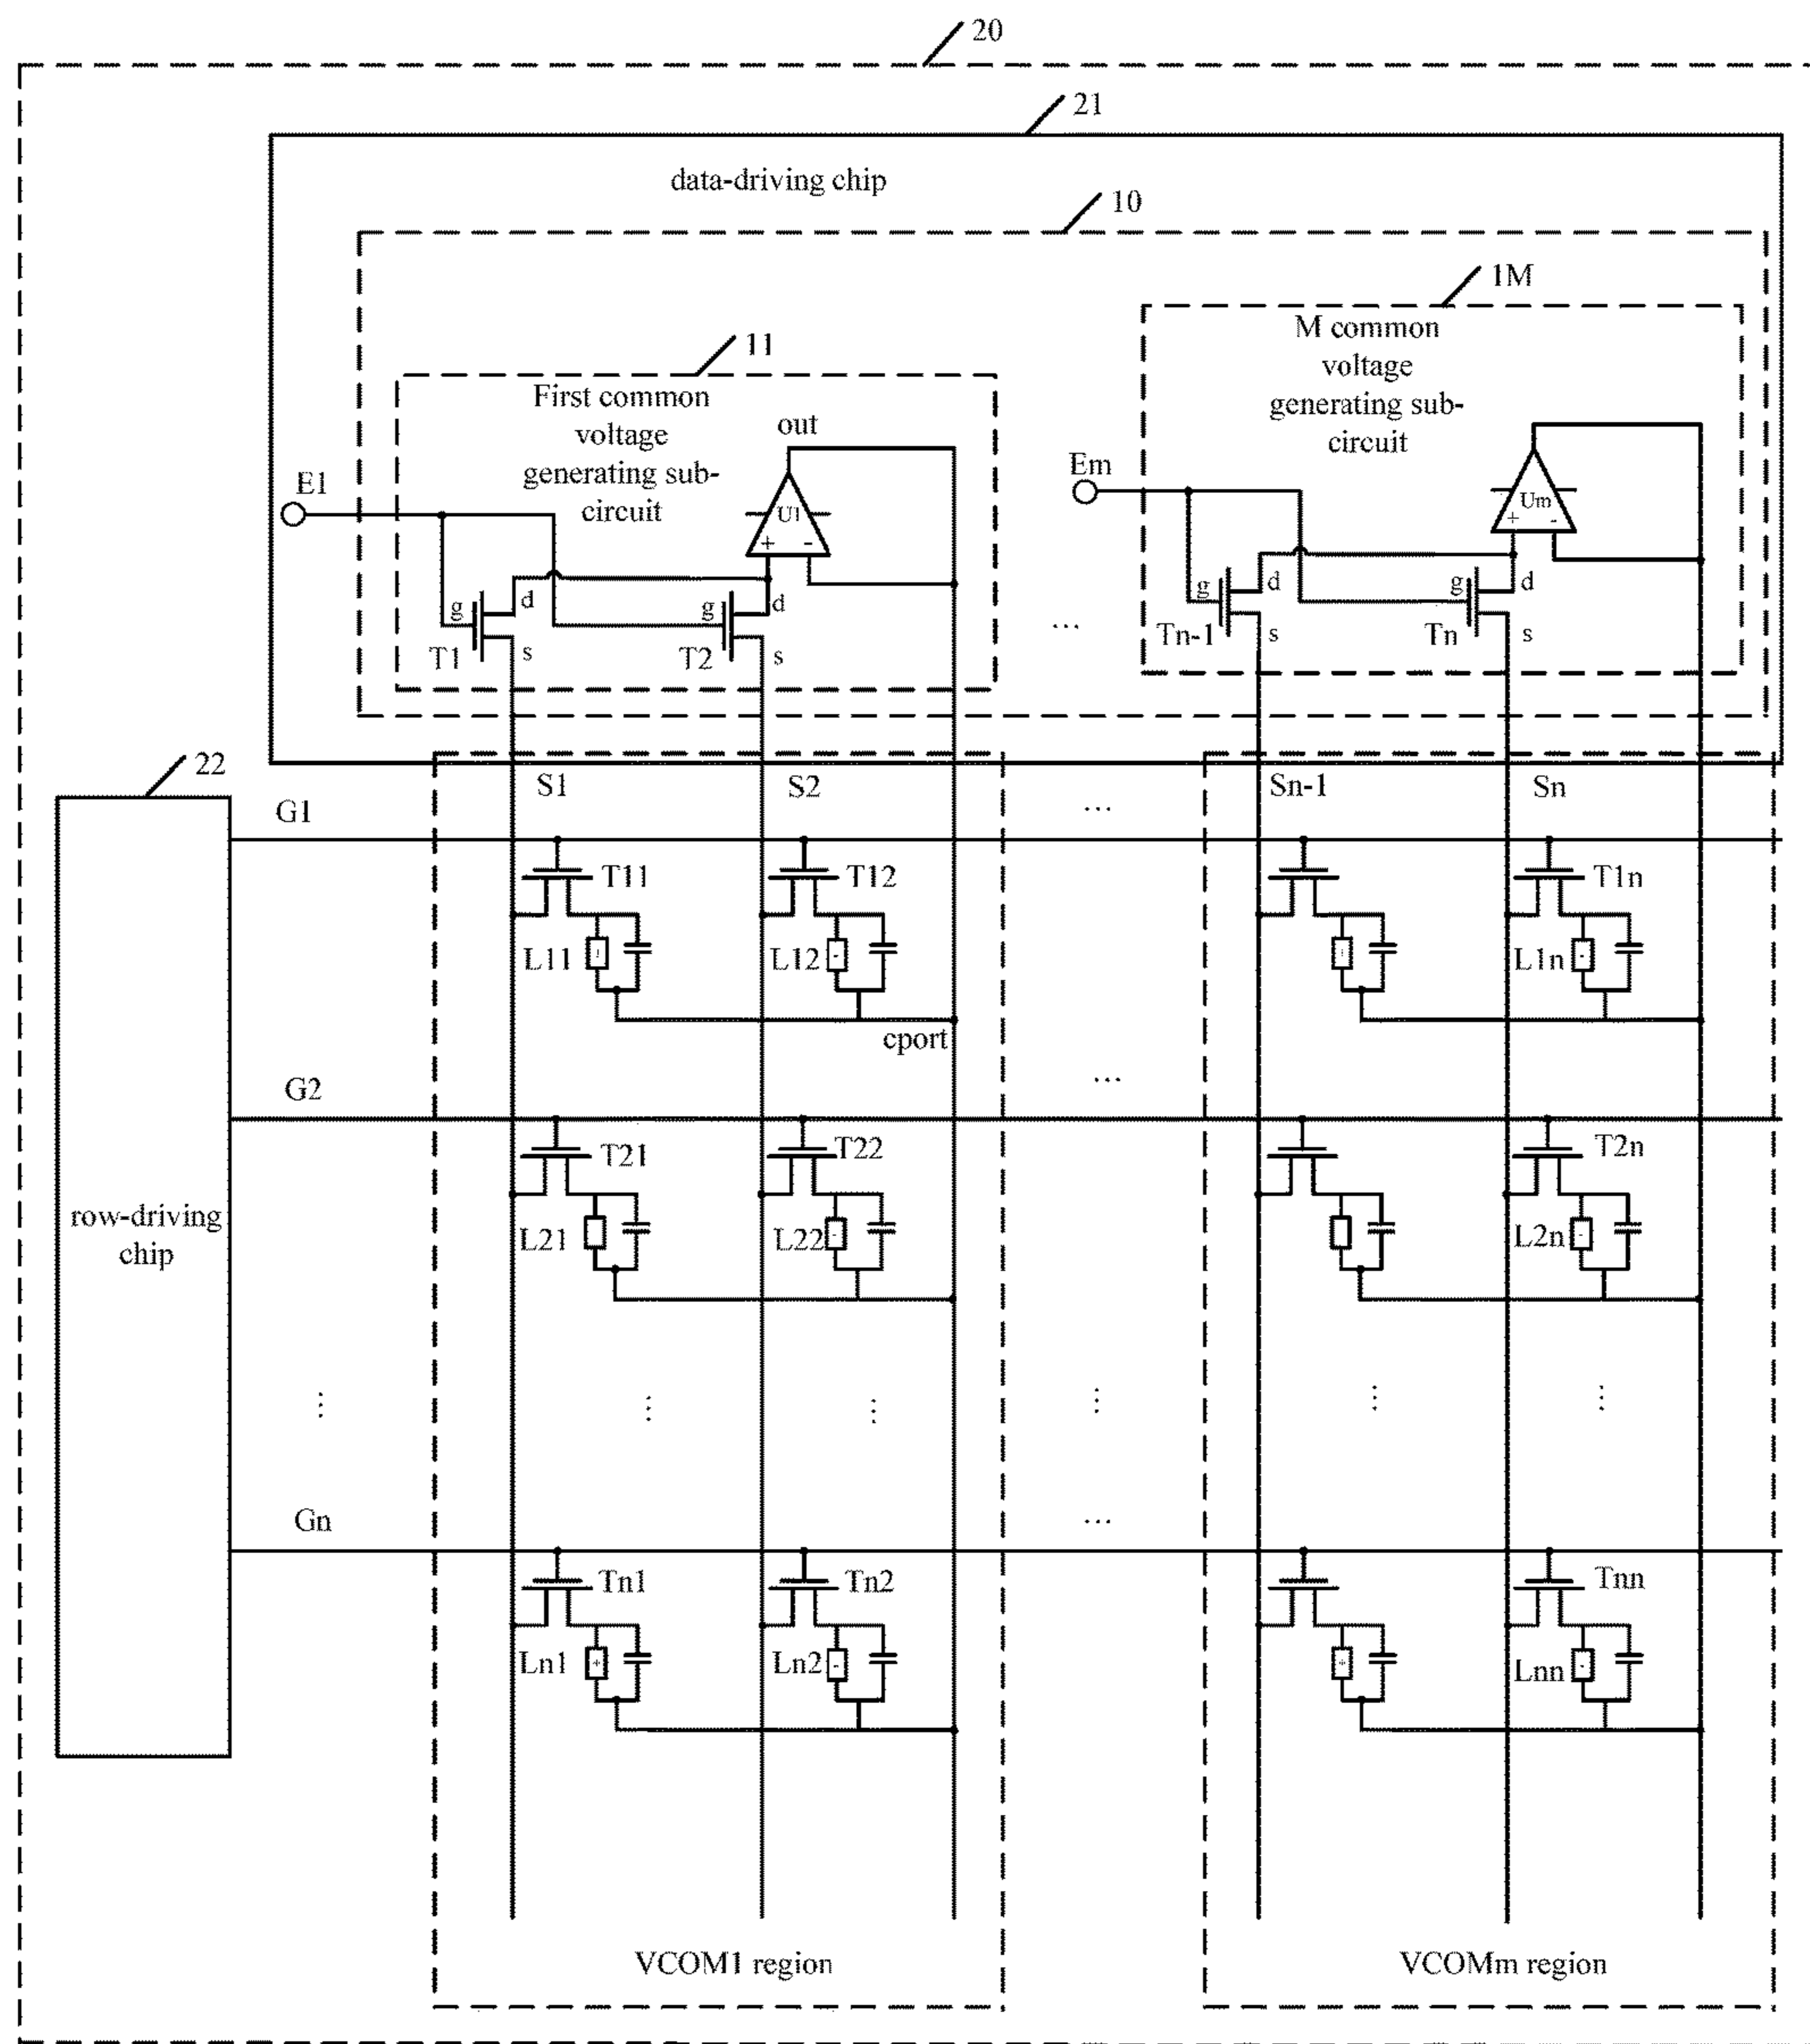 20
21
data-driving chip
10
1M
M common
voltage
generating sub-
circuit
11
First common
voltage
generating sub-
circuit
out
E1
Em
U1
+ -
Um
+ -
g d
T1 s
g d
T2 s
...
g d
Tn-1 s
g d
Tn s
22
S1 S2 Sn-1 Sn
G1 ...
T11 T12 T1n
L11 + L12 - + L1n -
cport
G2 ...
T21 T22 T2n
row-driving
chip
L21 L22 - L2n -
⋮ ⋮ ⋮ ⋮ ⋮ ⋮
Gn ...
Tn1 Tn2 Tnn
Ln1 + Ln2 - + Lnn -
VCOM1 region VCOMm region